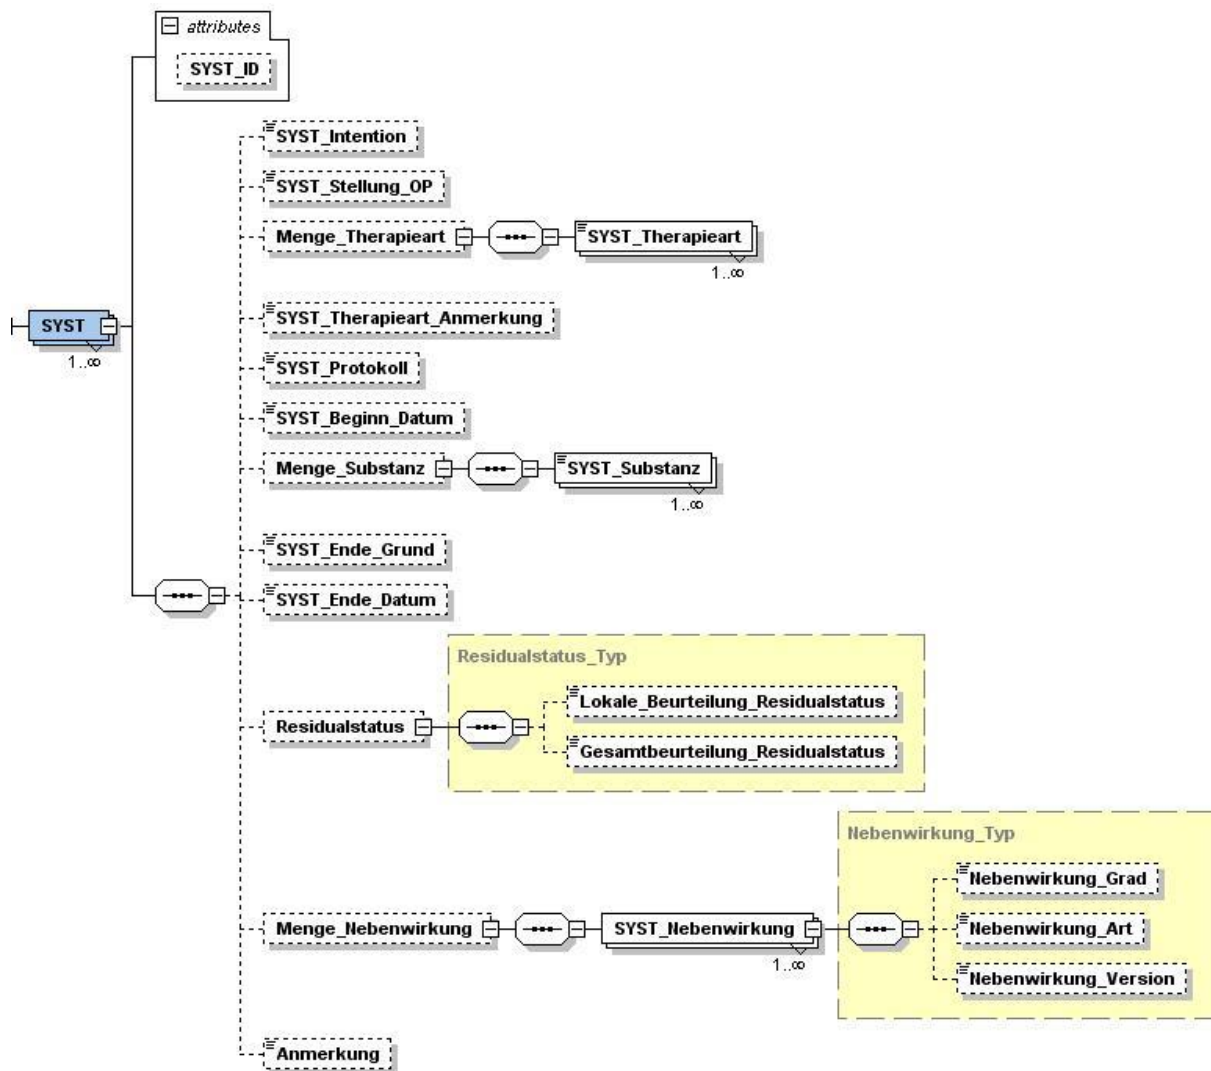 attributes
SYST_ID
SYST_Intention
SYST_Stellung_OP
Menge_Therapieart
SYST_Therapieart
1..∞
SYST_Therapieart_Anmerkung
SYST
1..∞
SYST_Protokoll
SYST_Beginn_Datum
Menge_Substanz
SYST_Substanz
1..∞
SYST_Ende_Grund
SYST_Ende_Datum
Residualstatus_Typ
Lokale_Beurteilung_Residualstatus
Residualstatus
Gesamtbeurteilung_Residualstatus
Nebenwirkung_Typ
Nebenwirkung_Grad
Menge_Nebenwirkung
SYST_Nebenwirkung
1..∞
Nebenwirkung_Art
Nebenwirkung_Version
Anmerkung